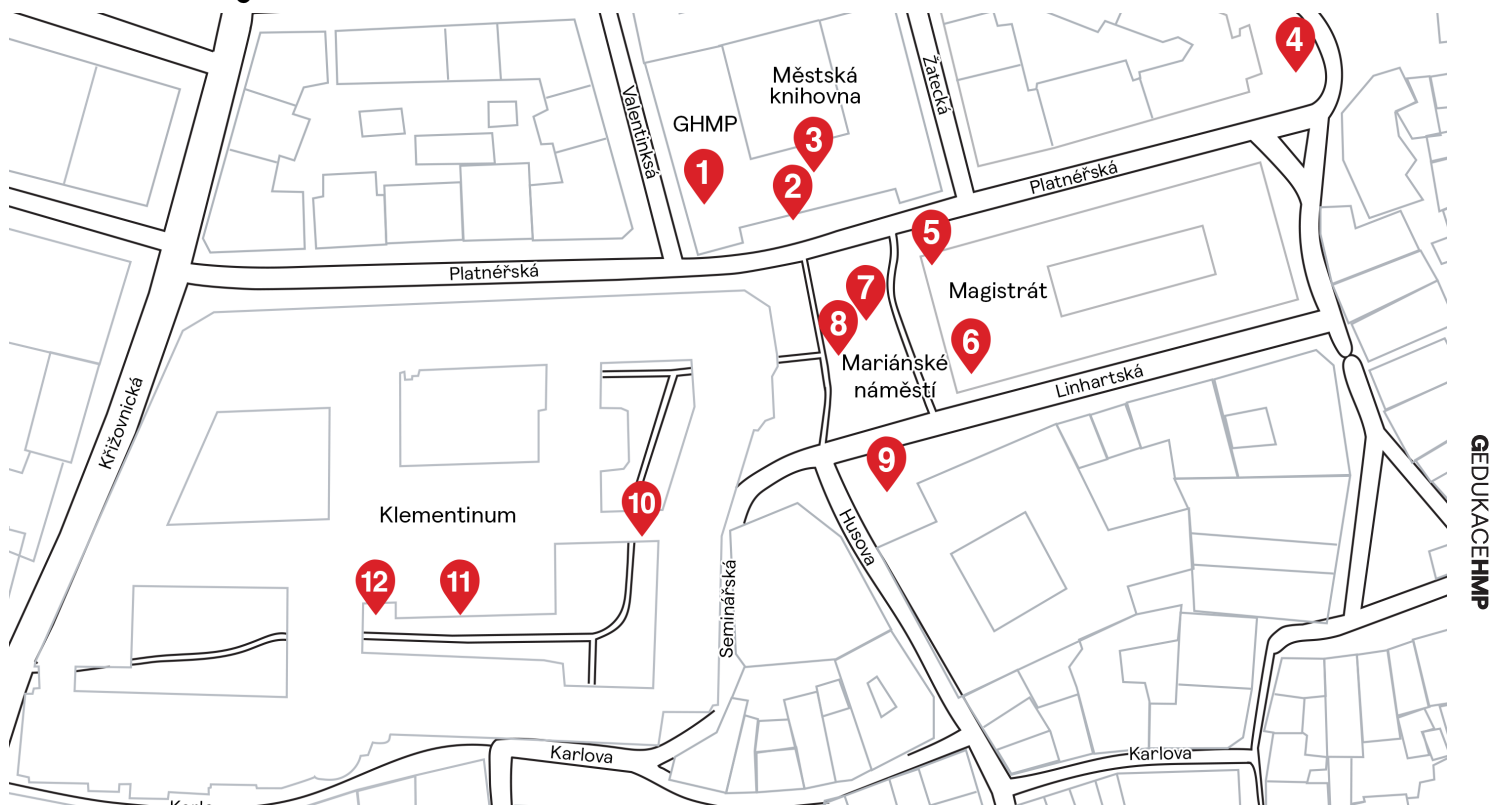 4
Žatecká
Městská
knihovna
Valentinksá
GHMP
3
1
2
Platnéřská
5
Platnéřská
7
Magistrát
8
6
Mariánské
náměstí
Linhartská
Křižovnická
9
10
Klementinum
Husova
12
11
Seminářská
Karlova
Karlova
GEDUKACEHMP